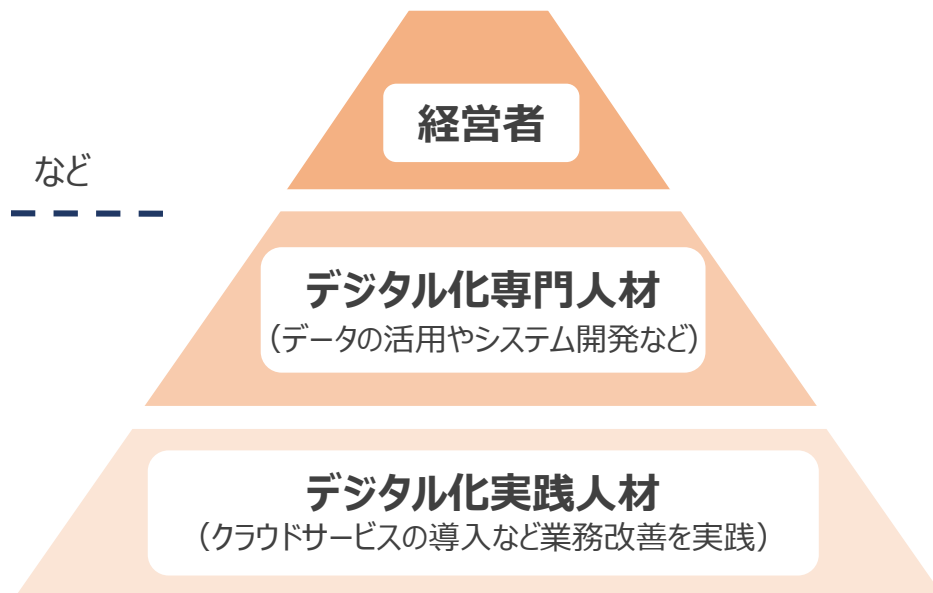 経営者
など
デジタル化専門人材
（データの活用やシステム開発など）
デジタル化実践人材
（クラウドサービスの導入など業務改善を実践）